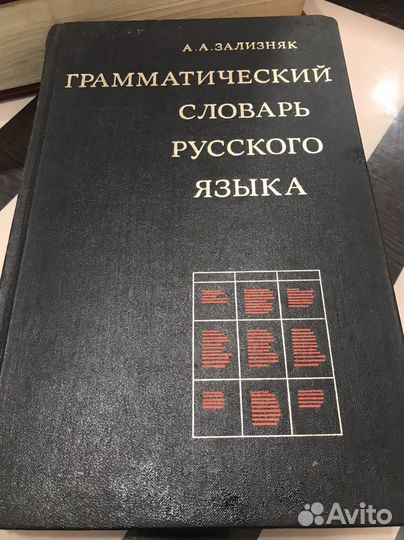 А.А.ЗАЛИЗНЯК
ГРАММАТИЧЕСКИЙ
СЛОВАРЬ
РУССКОГО
ЯЗЫКА
Avito